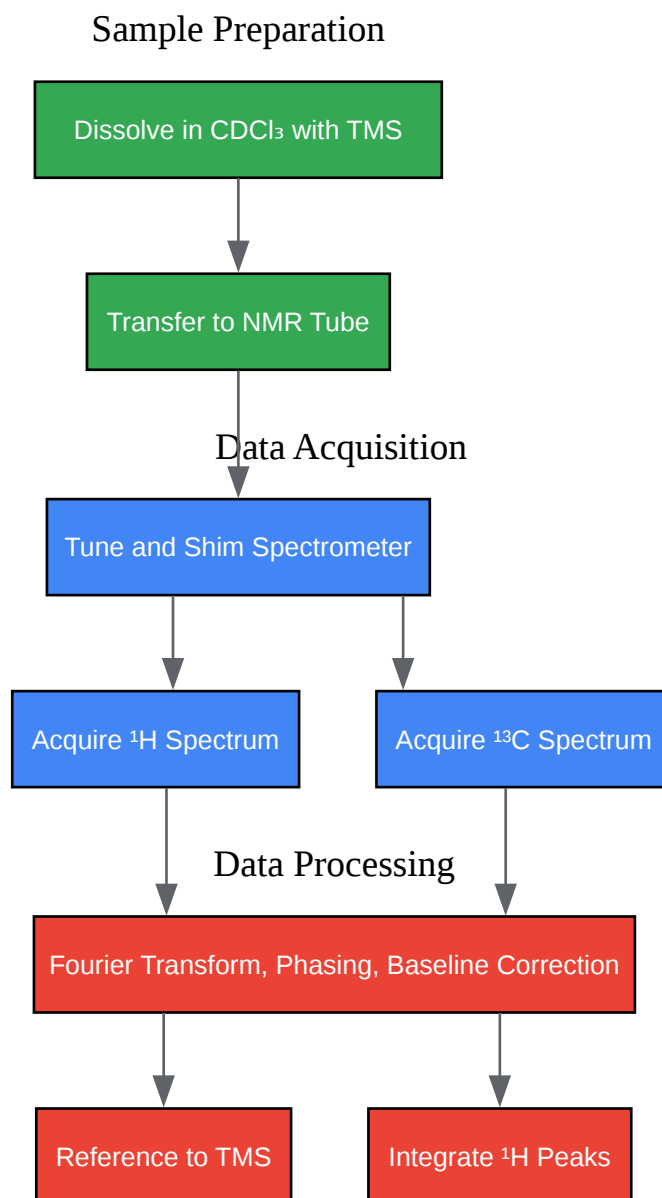 Sample Preparation
Dissolve in CDCl₃ with TMS
Transfer to NMR Tube
Data Acquisition
Tune and Shim Spectrometer
Acquire ¹H Spectrum
Acquire ¹³C Spectrum
Data Processing
Fourier Transform, Phasing, Baseline Correction
Reference to TMS
Integrate ¹H Peaks